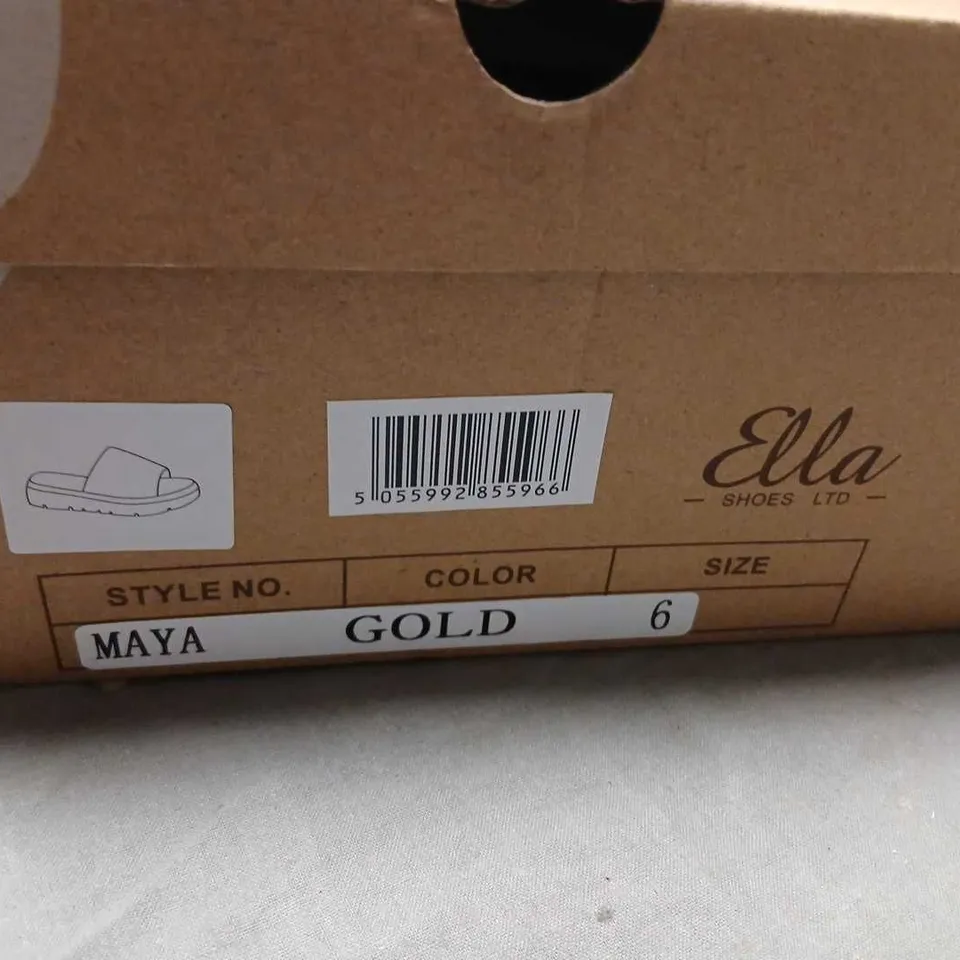 Ella
SHOES LTD
5 055992 855966
STYLE NO. COLOR SIZE
MAYA GOLD 6